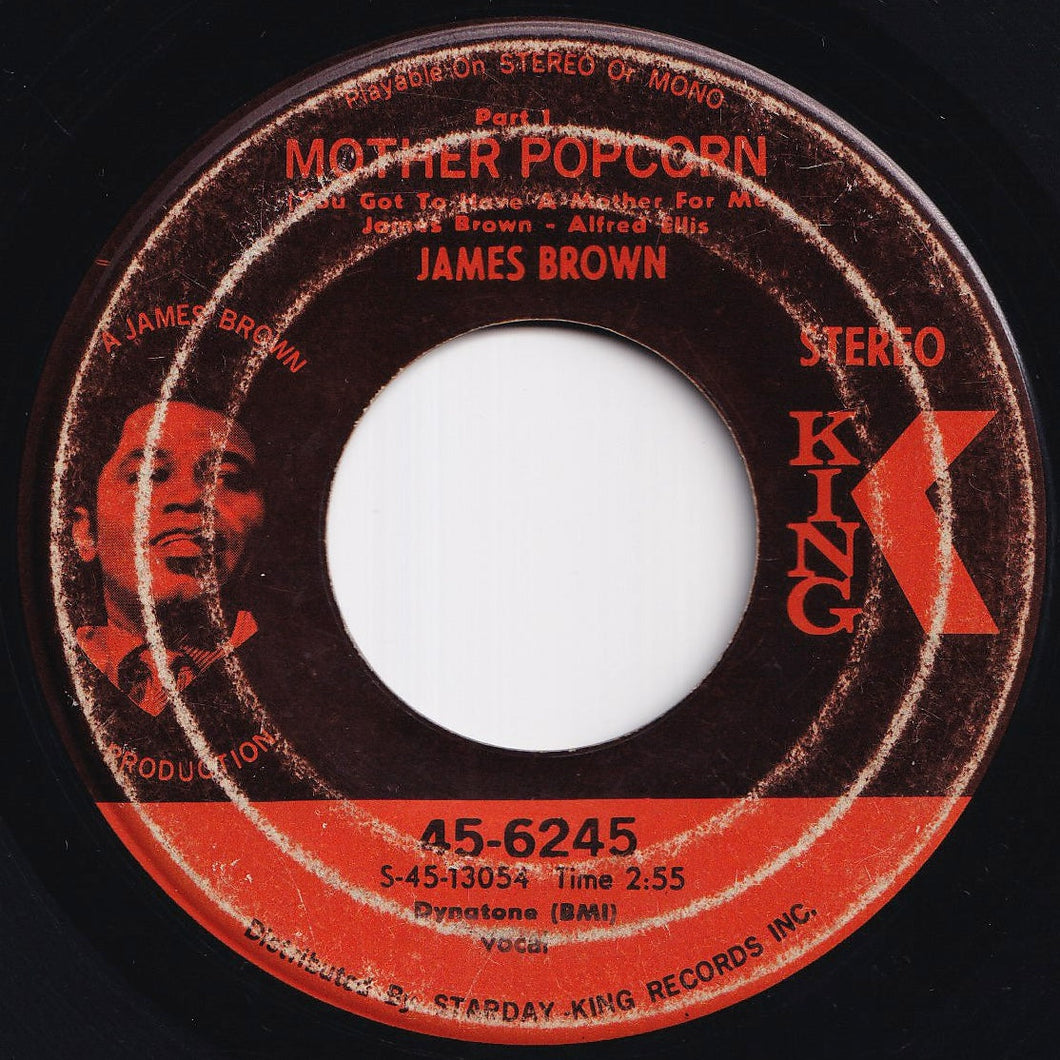 Playable On STEREO Or MONO
Part 1
MOTHER POPCORN
(You Got To Have A Mother For Me)
James Brown - Alfred Ellis
JAMES BROWN
A JAMES BROWN
PRODUCTION
STEREO
KING
45-6245
S-45-13054 Time 2:55
Dynatone (BMI)
Vocal
Distributed By STARDAY-KING RECORDS INC.